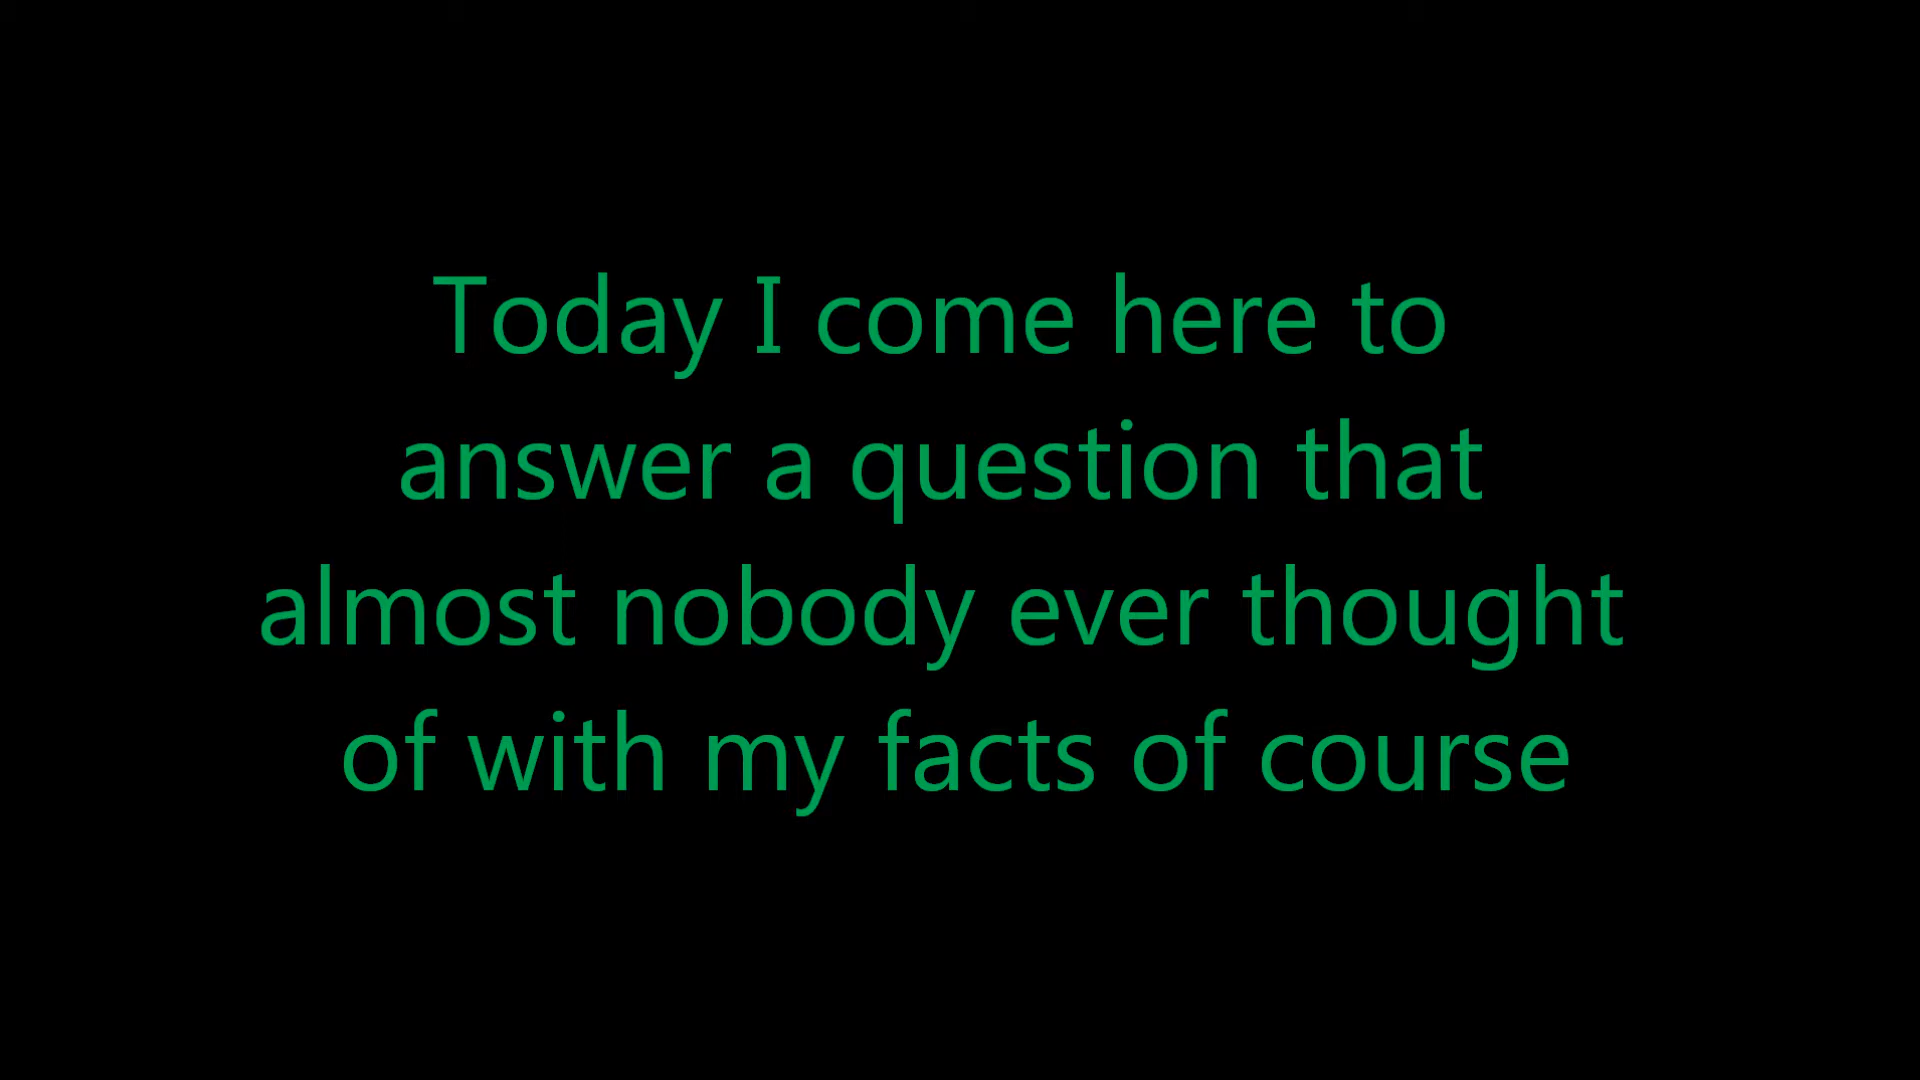 Today I come here to
answer a question that
almost nobody ever thought
of with my facts of course